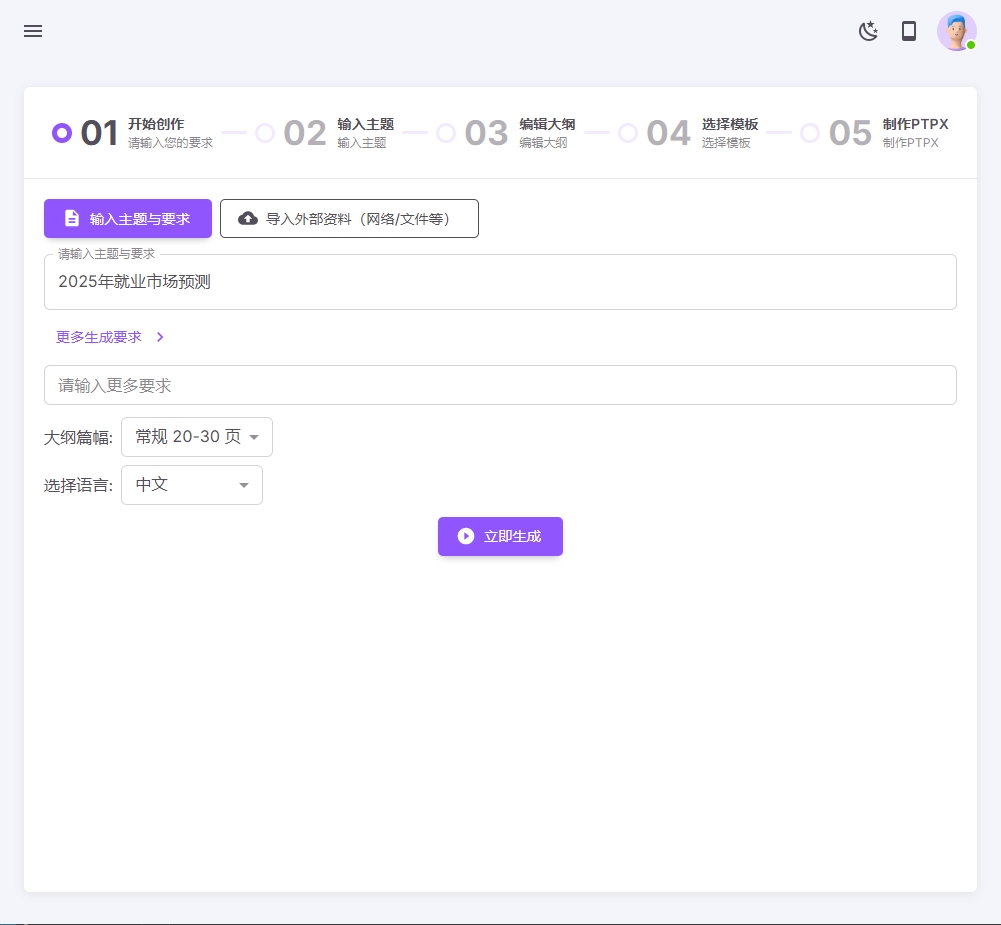 01 开始创作
请输入您的要求
02 输入主题
输入主题
03 编辑大纲
编辑大纲
04 选择模板
选择模板
05 制作PTPX
制作PTPX
输入主题与要求
导入外部资料（网络/文件等）
请输入主题与要求
2025年就业市场预测
更多生成要求
请输入更多要求
大纲篇幅: 常规 20-30 页
选择语言: 中文
立即生成